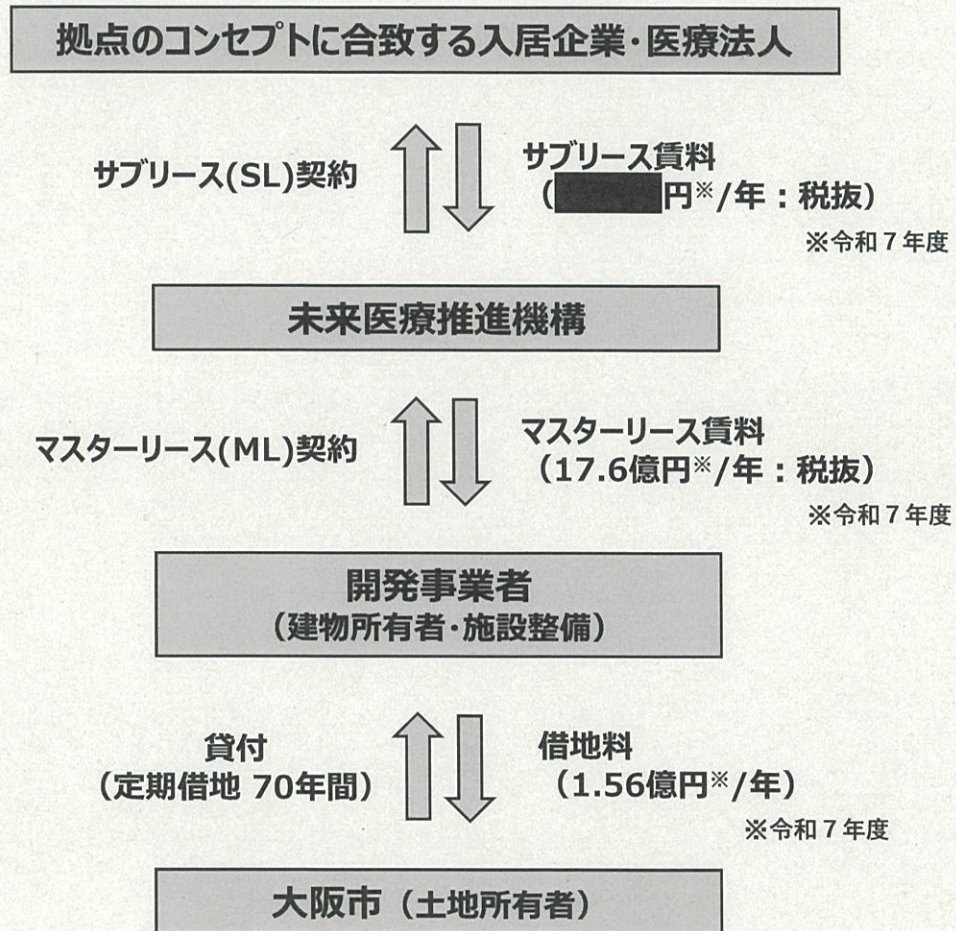 拠点のコンセプトに合致する入居企業・医療法人
サブリース(SL)契約
サブリース賃料
（円※/年：税抜）
※令和７年度
未来医療推進機構
マスターリース(ML)契約
マスターリース賃料
（17.6億円※/年：税抜）
※令和７年度
開発事業者
（建物所有者・施設整備）
貸付
（定期借地 70年間）
借地料
（1.56億円※/年）
※令和７年度
大阪市（土地所有者）